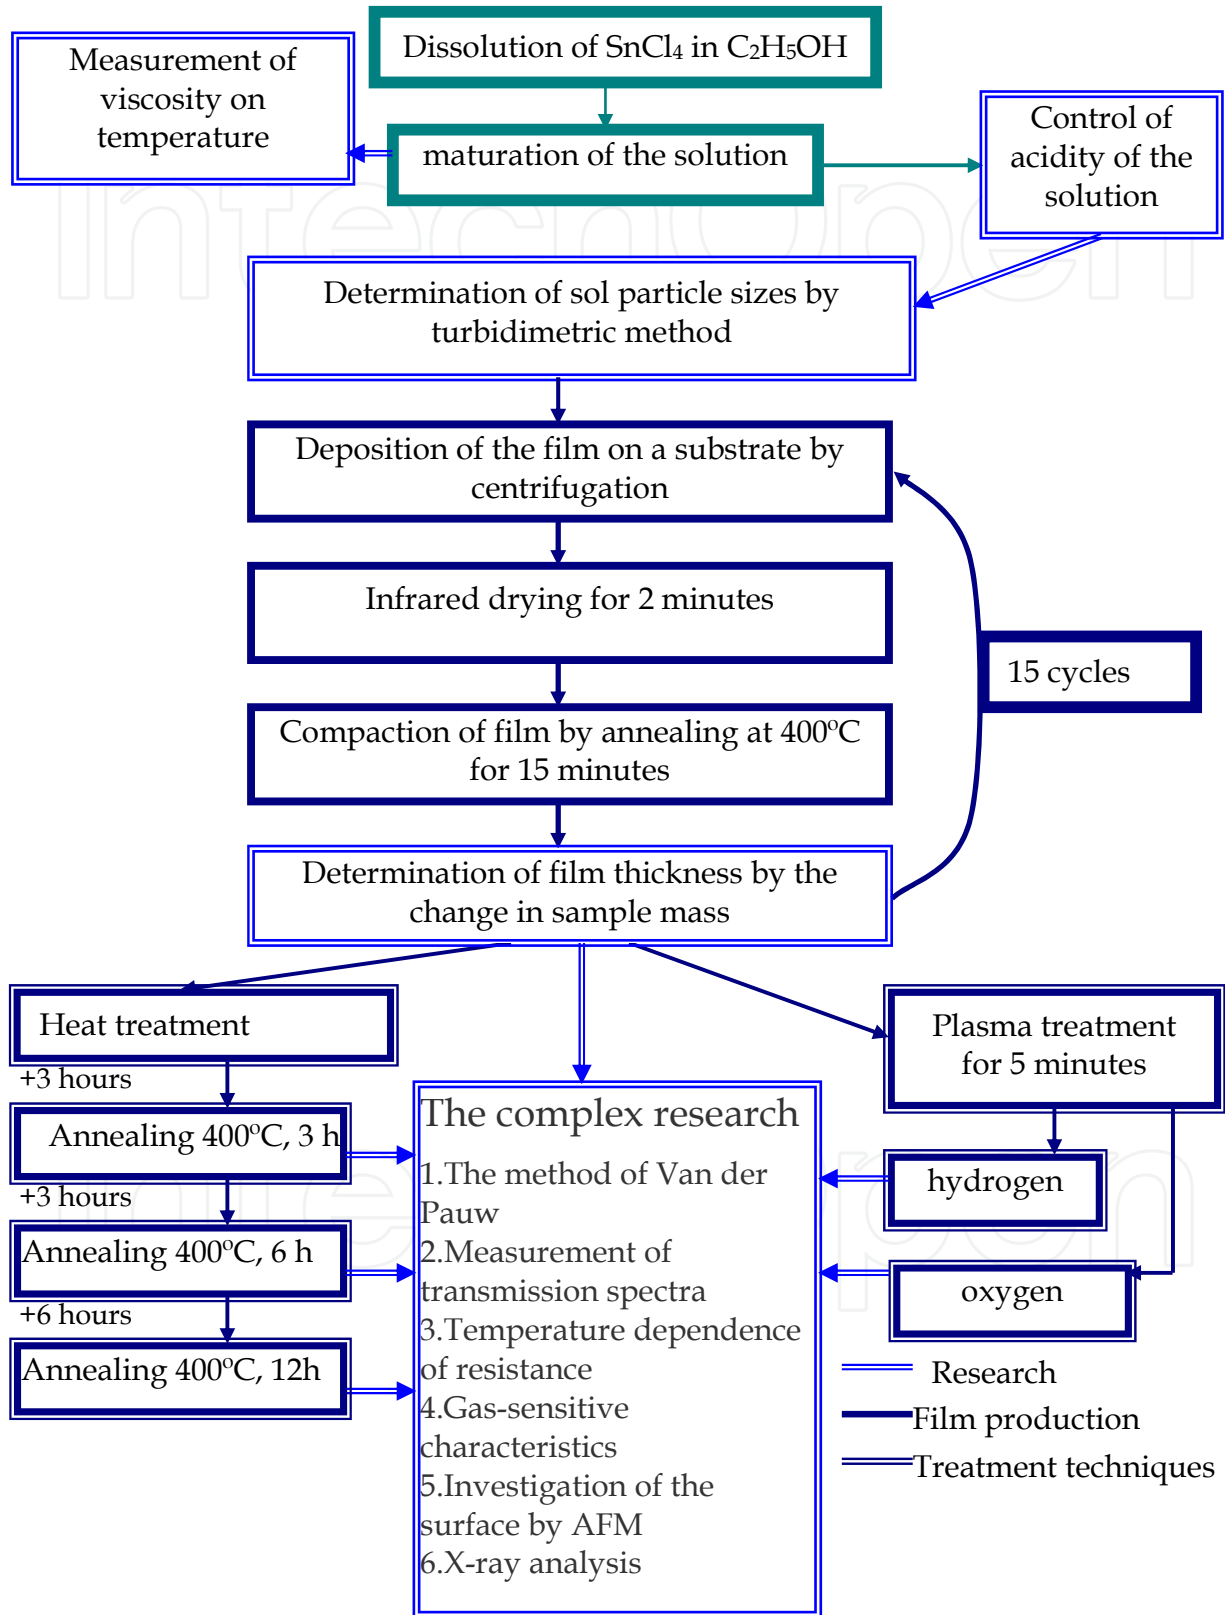 Dissolution of SnCl₄ in C₂H₅OH
Measurement of
viscosity on
temperature
maturation of the solution
Control of
acidity of the
solution
Determination of sol particle sizes by
turbidimetric method
Deposition of the film on a substrate by
centrifugation
Infrared drying for 2 minutes
15 cycles
Compaction of film by annealing at 400ºC
for 15 minutes
Determination of film thickness by the
change in sample mass
Heat treatment
+3 hours
Annealing 400ºC, 3 h
+3 hours
Annealing 400ºC, 6 h
+6 hours
Annealing 400ºC, 12h
The complex research
1.The method of Van der
Pauw
2.Measurement of
transmission spectra
3.Temperature dependence
of resistance
4.Gas-sensitive
characteristics
5.Investigation of the
surface by AFM
6.X-ray analysis
Plasma treatment
for 5 minutes
hydrogen
oxygen
Research
Film production
Treatment techniques
IntechOpen
IntechOpen